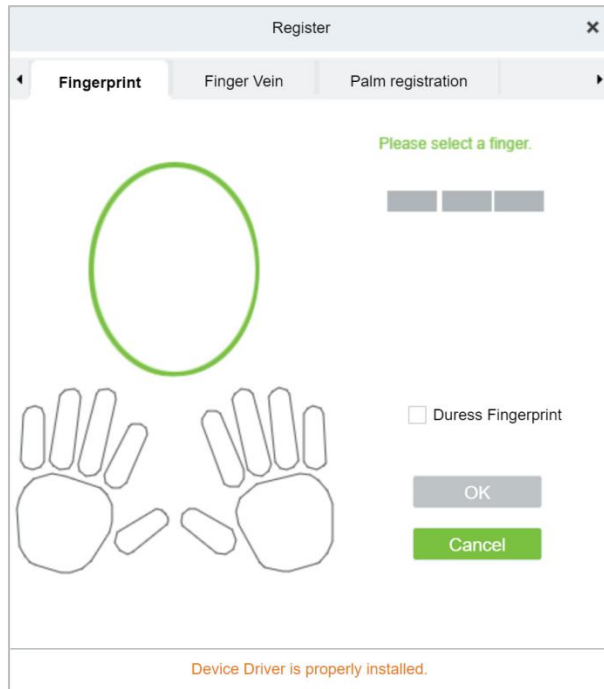 Register
Fingerprint
Finger Vein
Palm registration
Please select a finger.
Duress Fingerprint
OK
Cancel
Device Driver is properly installed.